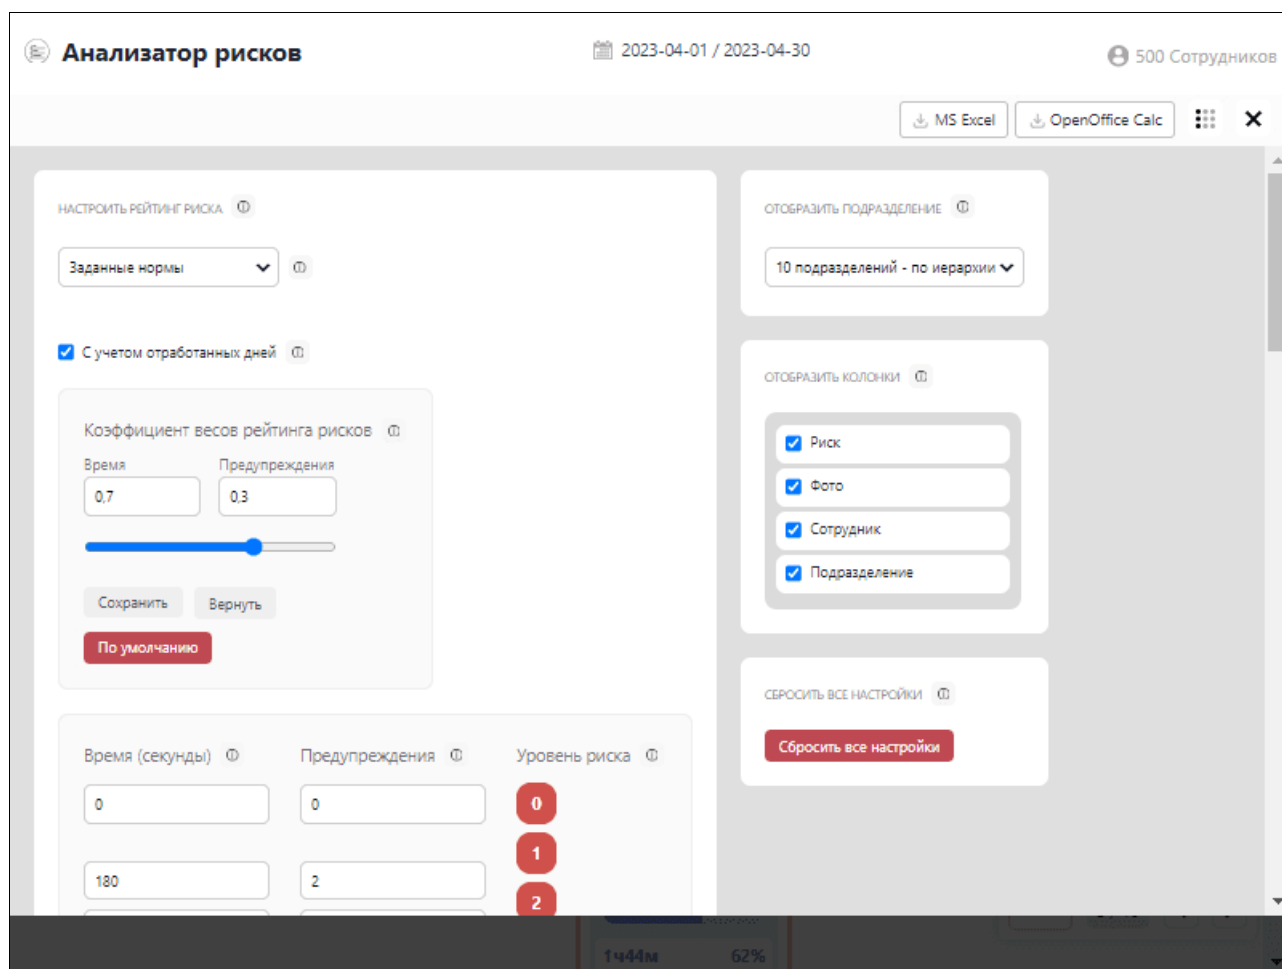 Анализатор рисков
2023-04-01 / 2023-04-30
500 Сотрудников
MS Excel
OpenOffice Calc
НАСТРОИТЬ РЕЙТИНГ РИСКА
Заданные нормы
С учетом отработанных дней
Коэффициент весов рейтинга рисков
Время Предупреждения
0,7 0,3
Сохранить Вернуть
По умолчанию
Время (секунды) Предупреждения Уровень риска
0 0 0
1
180 2
2
ОТОБРАЗИТЬ ПОДРАЗДЕЛЕНИЕ
10 подразделений - по иерархии
ОТОБРАЗИТЬ КОЛОНКИ
Риск
Фото
Сотрудник
Подразделение
СБРОСИТЬ ВСЕ НАСТРОЙКИ
Сбросить все настройки
1ч44м 62%